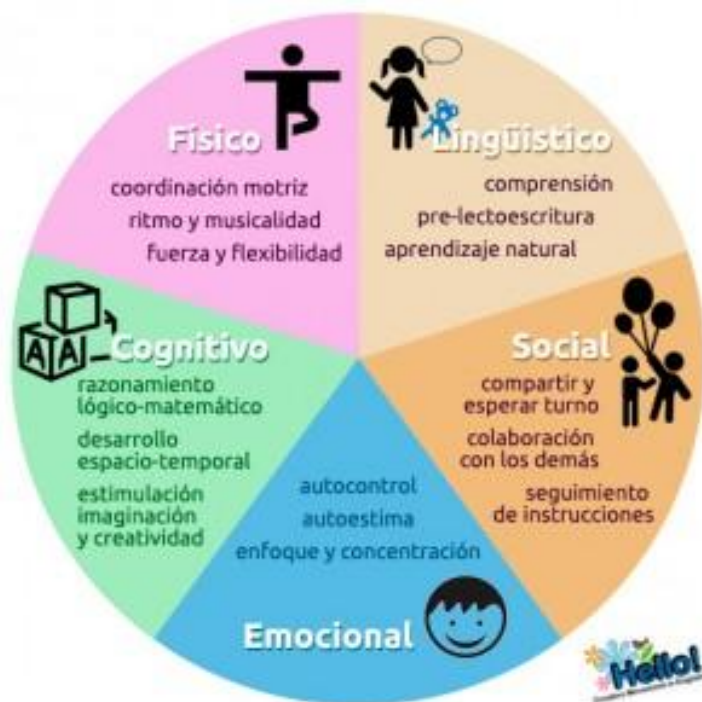 Físico
coordinación motriz
ritmo y musicalidad
fuerza y flexibilidad
Lingüístico
comprensión
pre-lectoescritura
aprendizaje natural
AA
Cognitivo
razonamiento
lógico-matemático
desarrollo
espacio-temporal
estimulación
imaginación
y creatividad
Social
compartir y
esperar turno
colaboración
con los demás
seguimiento
de instrucciones
autocontrol
autoestima
enfoque y concentración
Emocional
Hello!